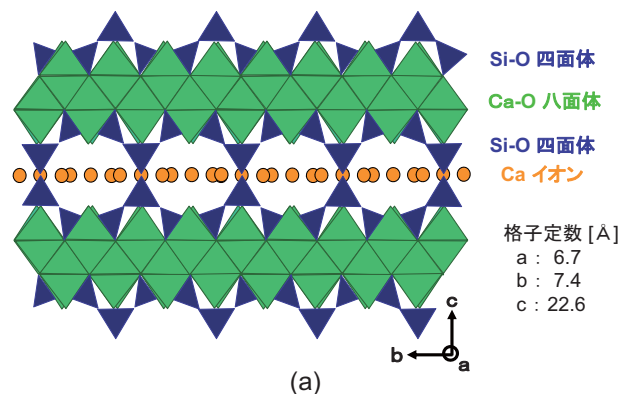 Si-O 四面体
Ca-O 八面体
Si-O 四面体
Ca イオン
格子定数 [Å]
a : 6.7
b : 7.4
c : 22.6
c
b
a
(a)